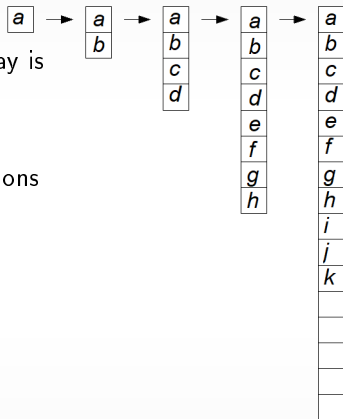 a a a a a
b b b b
ay is
c c c
d d d
e e
f f
ons g g
h h
i
j
k